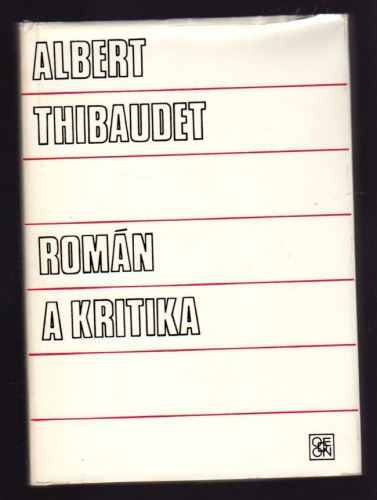 ALBERT
THIBAUDET
ROMÁN
A KRITIKA
ODEON